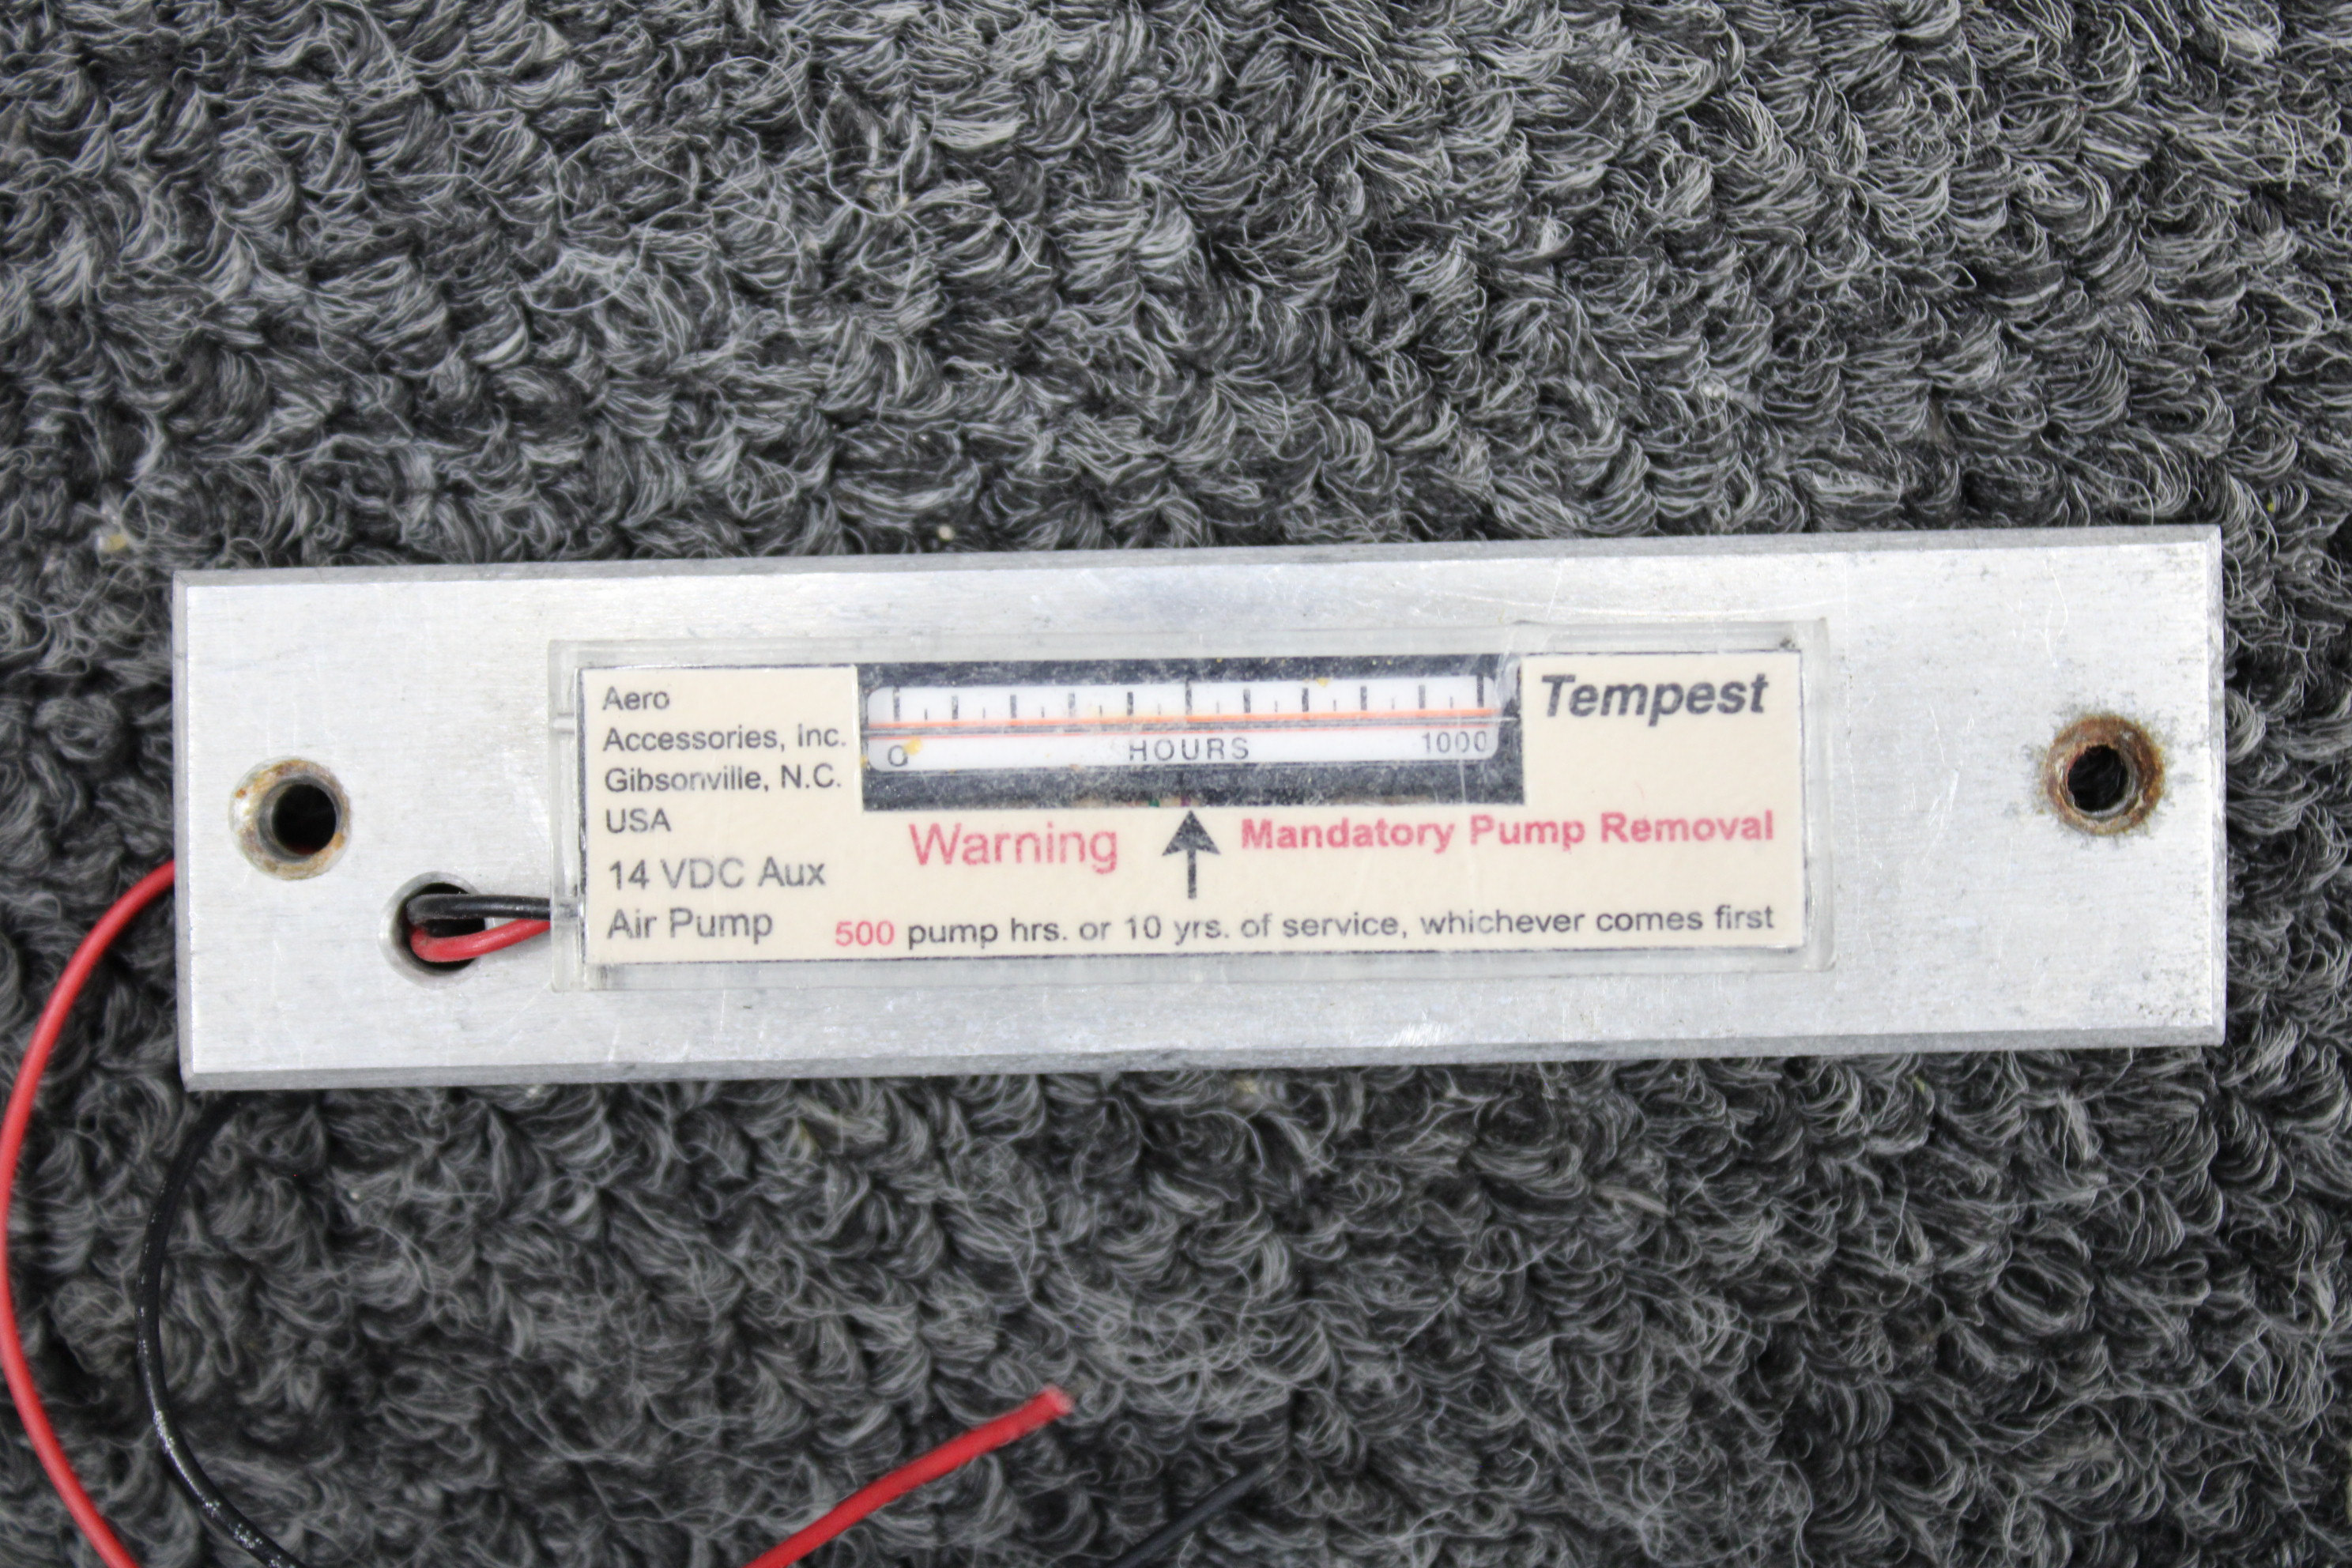 Aero
Accessories, Inc.
Gibsonville, N.C.
USA
14 VDC Aux
Air Pump
0 HOURS 1000
Tempest
Warning
Mandatory Pump Removal
500 pump hrs. or 10 yrs. of service, whichever comes first